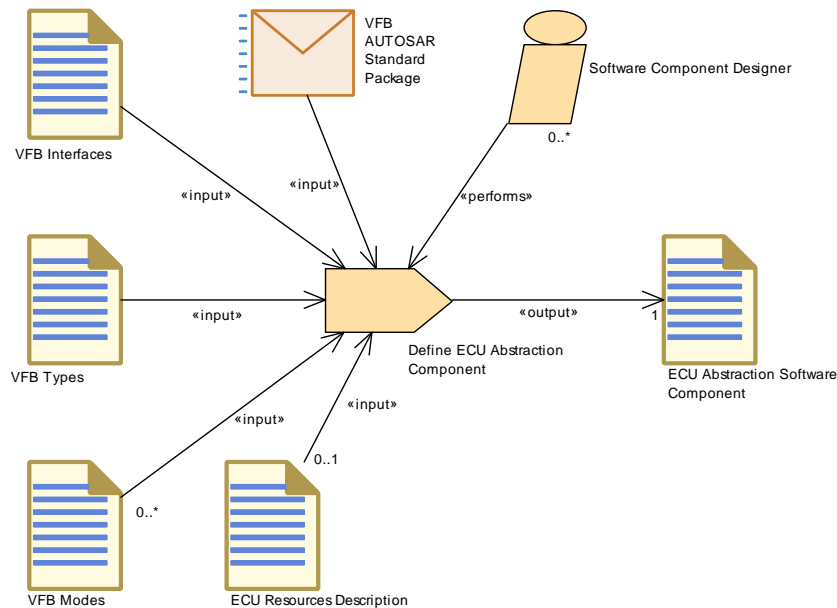 VFB
AUTOSAR
Standard
Package
Software Component Designer
0..*
VFB Interfaces
«input»
«input»
«performs»
VFB Types
«input»
Define ECU Abstraction
Component
«output»
1
ECU Abstraction Software
Component
«input»
«input»
0..*
0..1
VFB Modes
ECU Resources Description